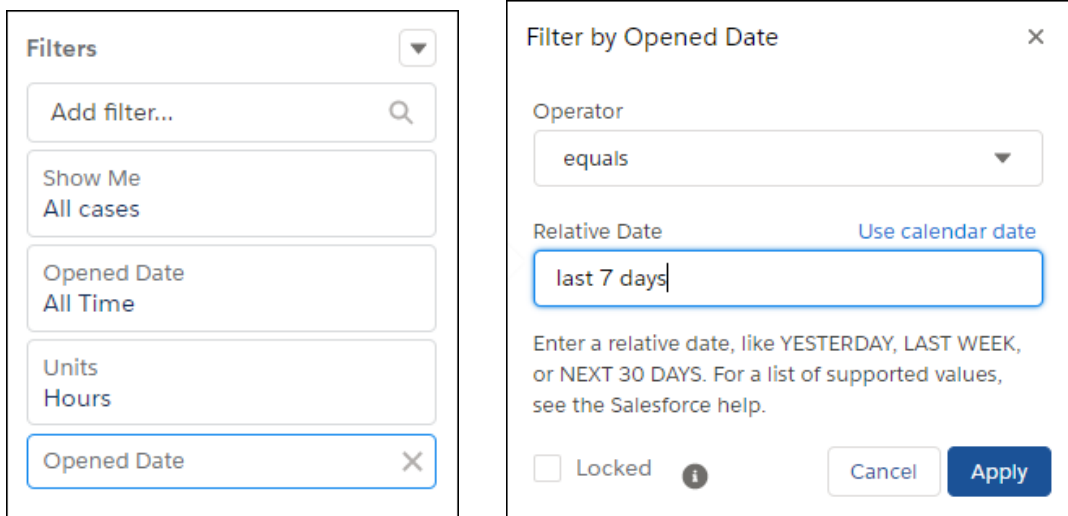 Filters
Add filter...
Show Me
All cases
Opened Date
All Time
Units
Hours
Opened Date
Filter by Opened Date
Operator
equals
Relative Date
Use calendar date
last 7 days
Enter a relative date, like YESTERDAY, LAST WEEK,
or NEXT 30 DAYS. For a list of supported values,
see the Salesforce help.
Locked
Cancel
Apply